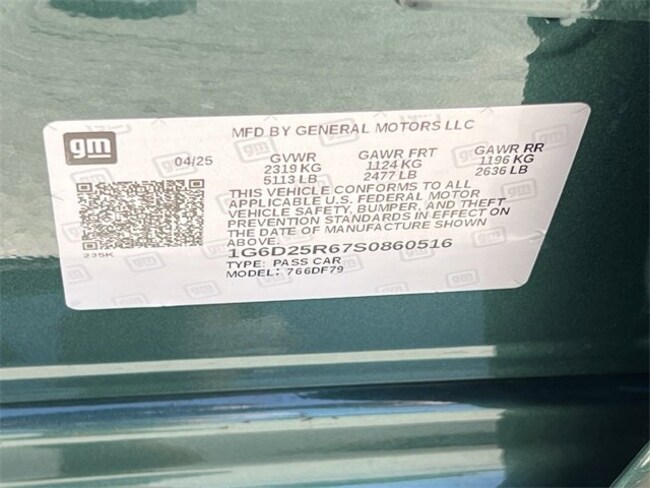 gm
MFD BY GENERAL MOTORS LLC
04/25
GVWR
2319 KG
5113 LB
GAWR FRT
1124 KG
2477 LB
GAWR RR
1196 KG
2636 LB
THIS VEHICLE CONFORMS TO ALL
APPLICABLE U.S. FEDERAL MOTOR
VEHICLE SAFETY, BUMPER, AND THEFT
PREVENTION STANDARDS IN EFFECT ON
THE DATE OF MANUFACTURE SHOWN
ABOVE.
235K
1G6D25R67S0860516
TYPE: PASS CAR
MODEL: 766DF79